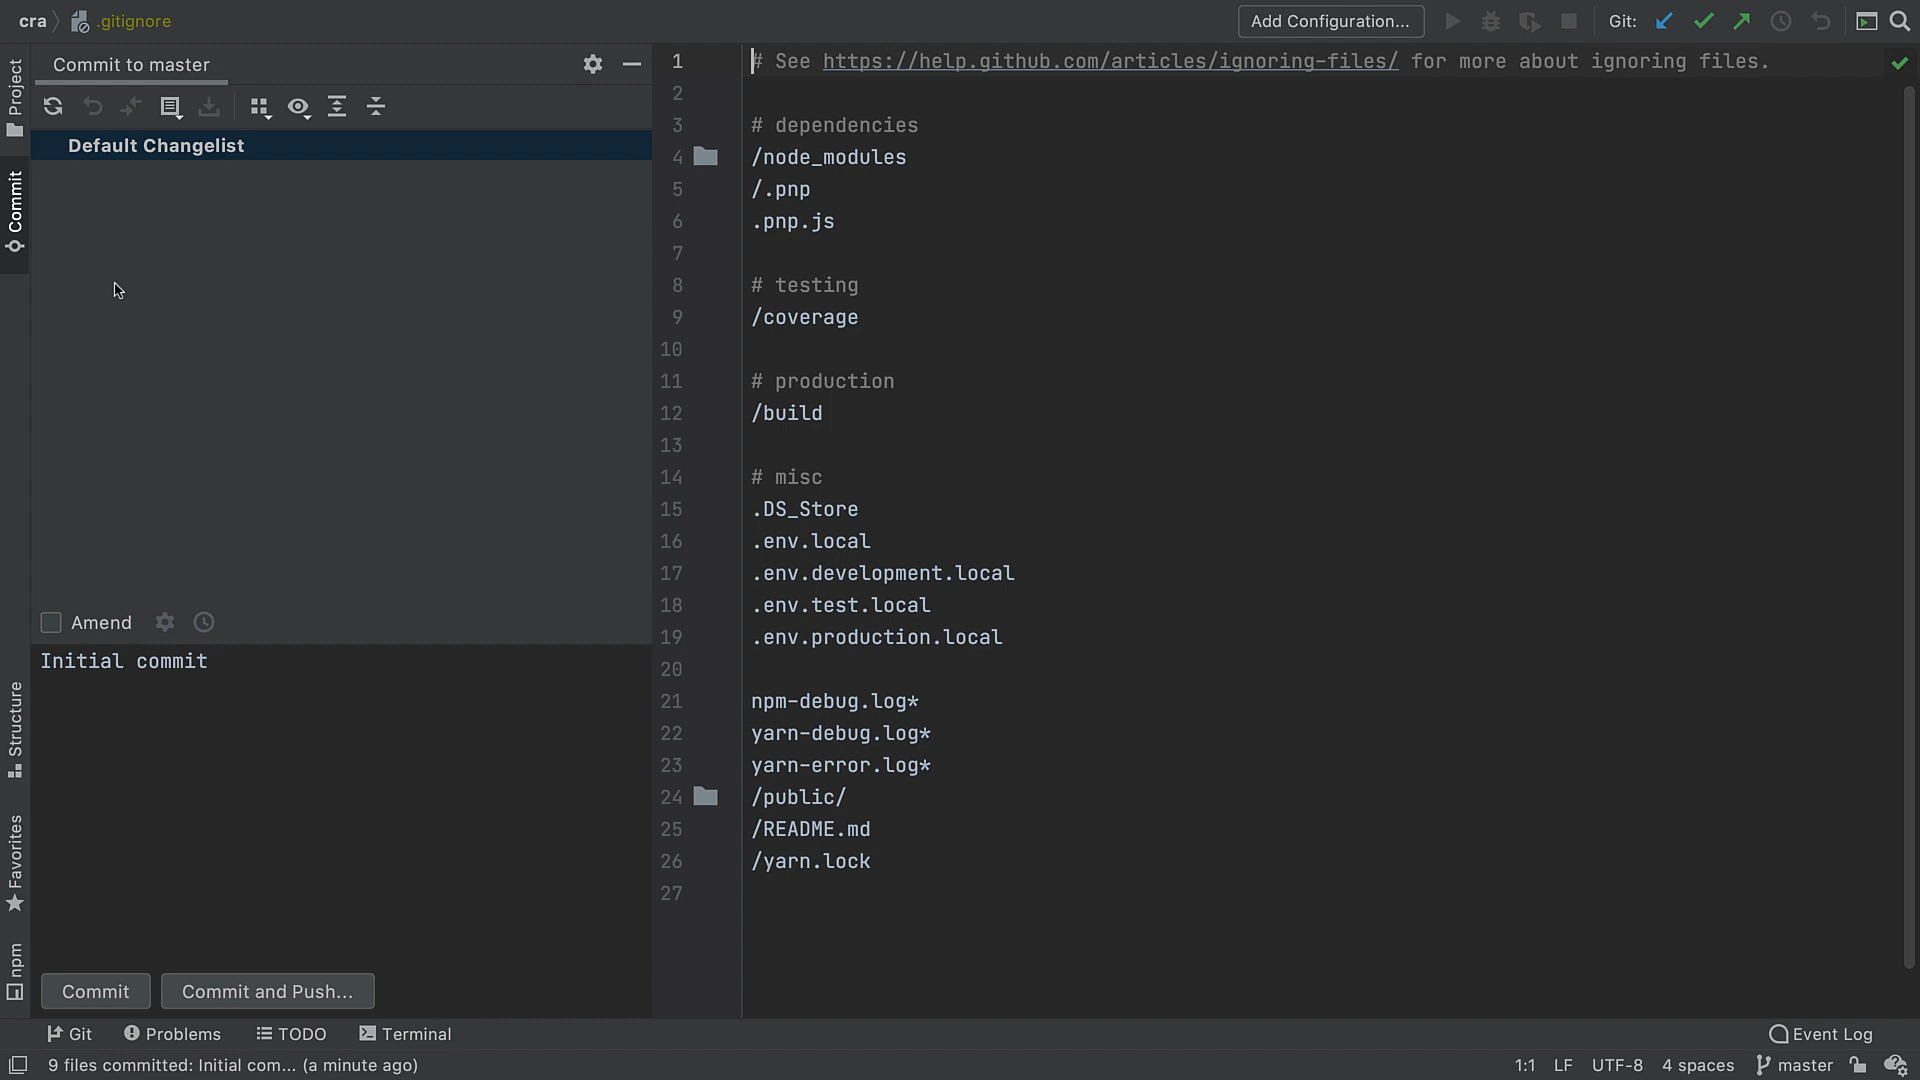 cra .gitignore
Add Configuration...
Git:
Project
Commit
Structure
Favorites
npm
Commit to master
Default Changelist
Amend
Initial commit
Commit
Commit and Push...
1 # See https://help.github.com/articles/ignoring-files/ for more about ignoring files.
2
3 # dependencies
4 /node_modules
5 /.pnp
6 .pnp.js
7
8 # testing
9 /coverage
10
11 # production
12 /build
13
14 # misc
15 .DS_Store
16 .env.local
17 .env.development.local
18 .env.test.local
19 .env.production.local
20
21 npm-debug.log*
22 yarn-debug.log*
23 yarn-error.log*
24 /public/
25 /README.md
26 /yarn.lock
27
Git Problems TODO Terminal Event Log
9 files committed: Initial com... (a minute ago) 1:1 LF UTF-8 4 spaces master